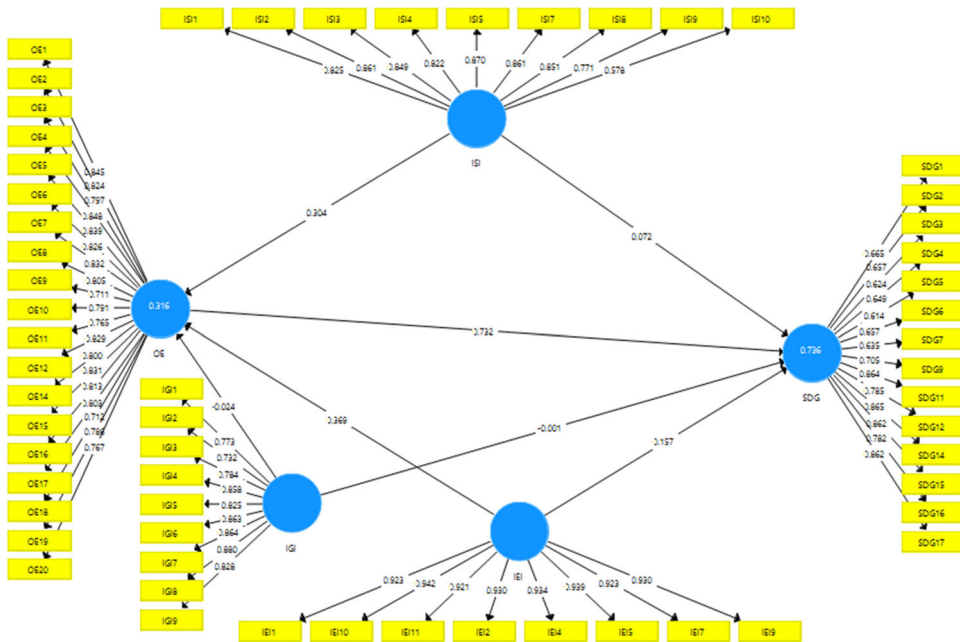 ISI1 ISI2 ISI3 ISI4 ISI5 ISI7 ISI8 ISI9 ISI10
0.825 0.861 0.849 0.822 0.870 0.861 0.851 0.771 0.578
ISI
OE1
OE2
OE3
OE4
OE5
OE6
OE7
OE8
OE9
OE10
OE11
OE12
OE14
OE15
OE16
OE17
OE18
OE19
OE20
0.845
0.824
0.797
0.848
0.839
0.826
0.832
0.805
0.711
0.791
0.765
0.829
0.800
0.831
0.813
0.803
0.712
0.767
0.316
OE
0.304
0.072
0.732
-0.024
0.369
-0.001
0.157
SDG1
SDG2
SDG3
SDG4
SDG5
SDG6
SDG7
SDG9
SDG11
SDG12
SDG14
SDG15
SDG16
SDG17
0.665
0.657
0.624
0.649
0.614
0.657
0.635
0.705
0.864
0.785
0.865
0.862
0.782
0.862
0.736
SDG
IGI1
IGI2
IGI3
IGI4
IGI5
IGI6
IGI7
IGI8
IGI9
0.773
0.732
0.784
0.858
0.825
0.863
0.864
0.880
0.828
IGI
IEI
0.923 0.942 0.921 0.930 0.934 0.939 0.923 0.930
IEI1 IEI10 IEI11 IEI2 IEI4 IEI5 IEI7 IEI9